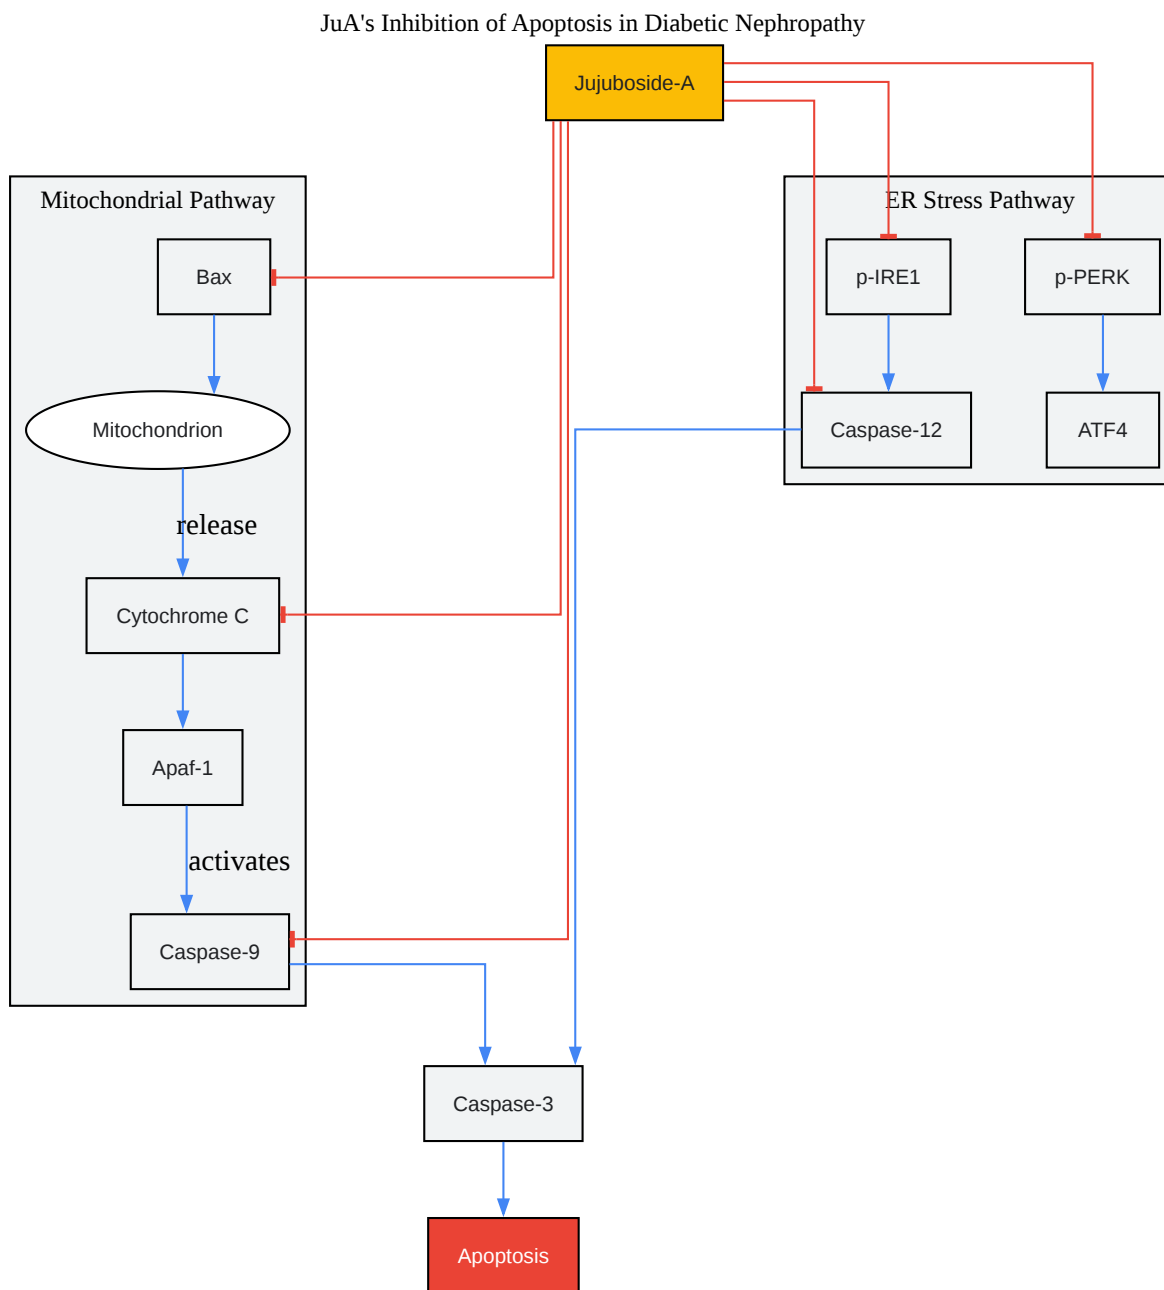 JuA's Inhibition of Apoptosis in Diabetic Nephropathy
Jujuboside-A
Mitochondrial Pathway
Bax
Mitochondrion
release
Cytochrome C
Apaf-1
activates
Caspase-9
ER Stress Pathway
p-IRE1
p-PERK
Caspase-12
ATF4
Caspase-3
Apoptosis